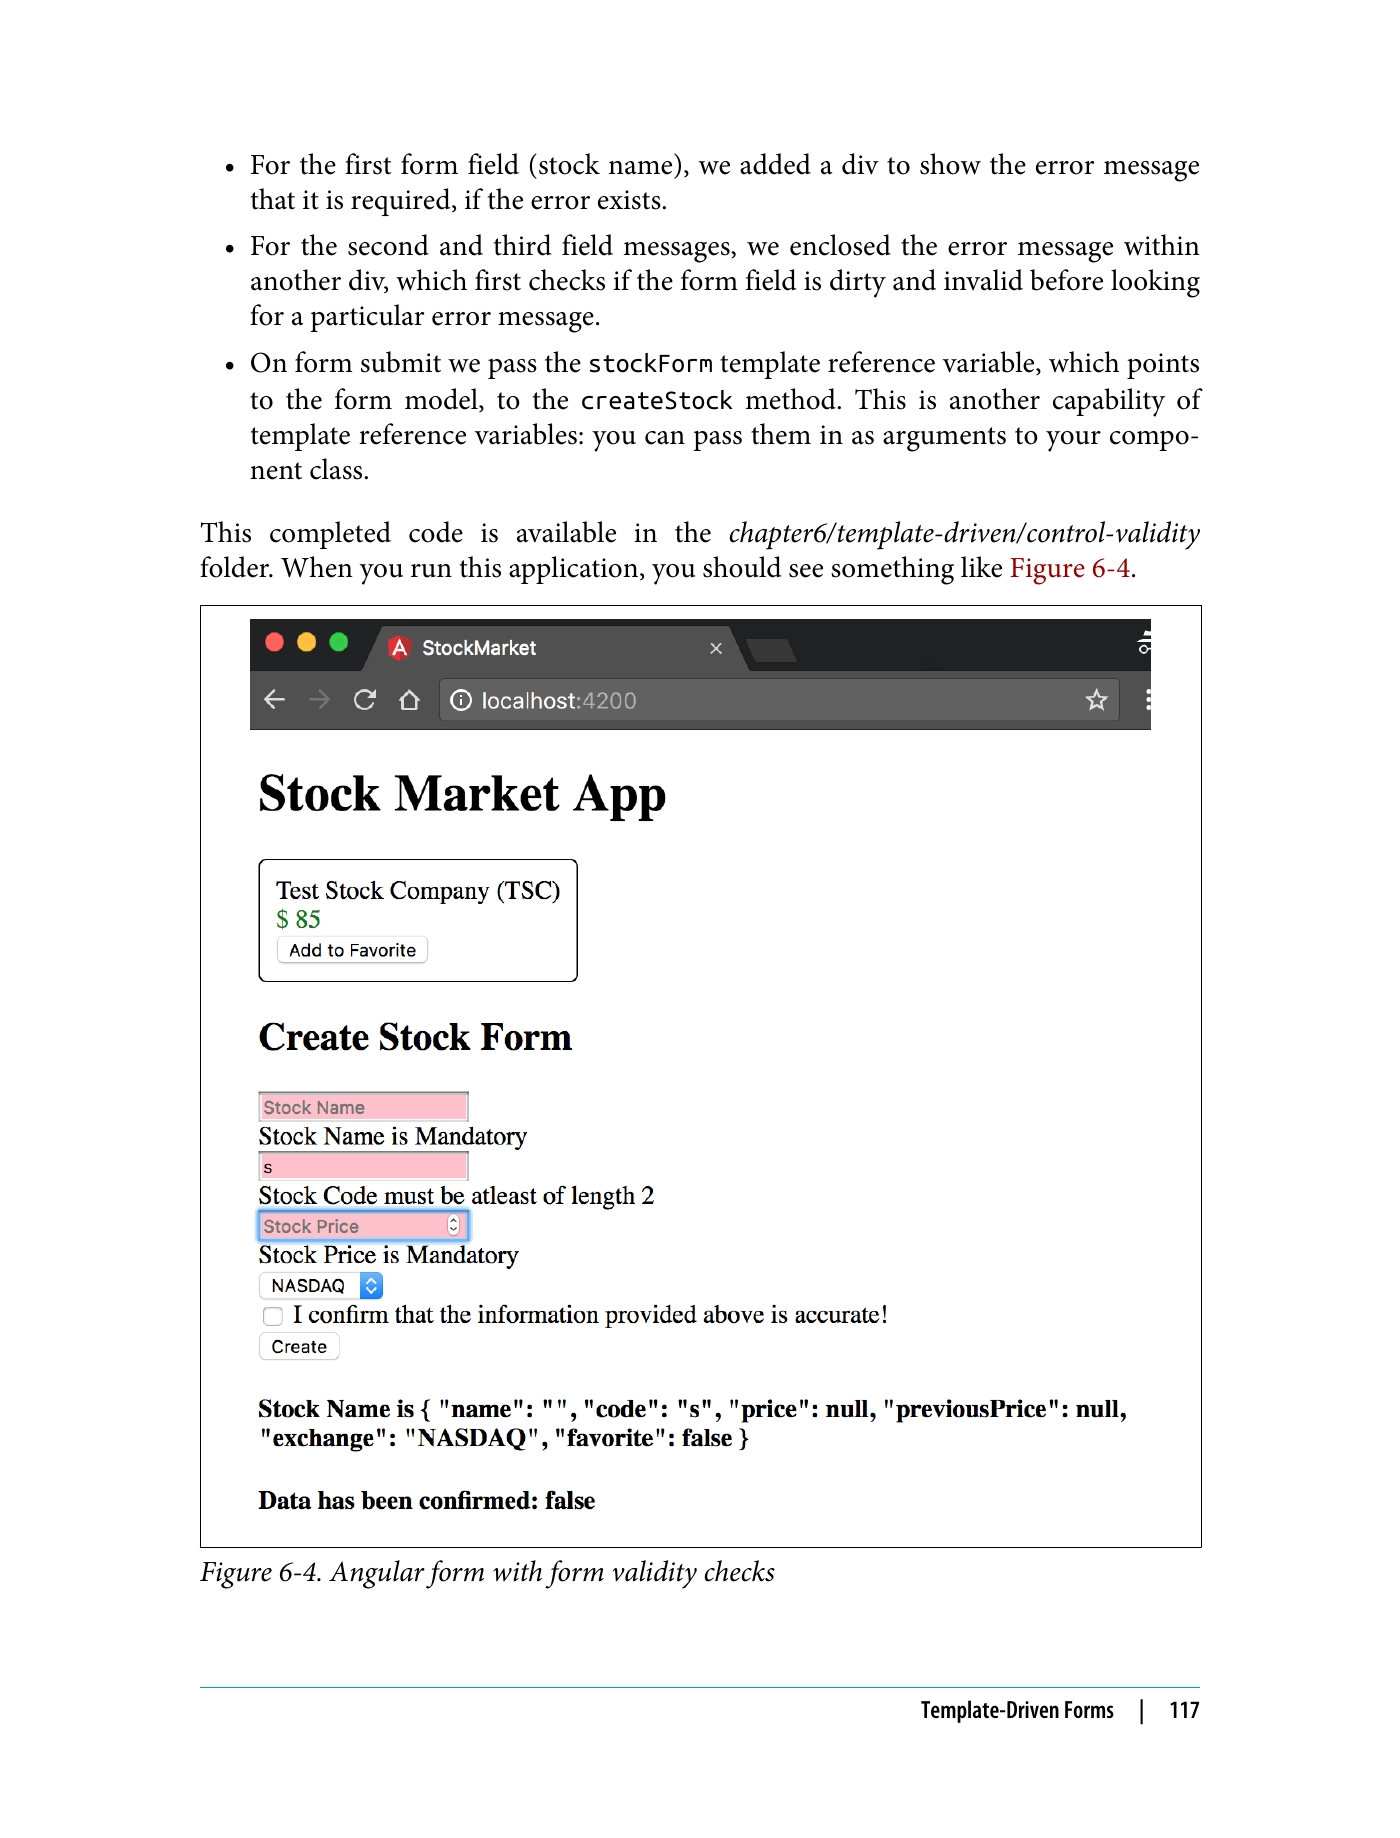 • For the first form field (stock name), we added a div to show the error message
that it is required, if the error exists.
• For the second and third field messages, we enclosed the error message within
another div, which first checks if the form field is dirty and invalid before looking
for a particular error message.
• On form submit we pass the stockForm template reference variable, which points
to the form model, to the createStock method. This is another capability of
template reference variables: you can pass them in as arguments to your compo-
nent class.
This completed code is available in the chapter6/template-driven/control-validity
folder. When you run this application, you should see something like Figure 6-4.
StockMarket
localhost:4200
Stock Market App
Test Stock Company (TSC)
$ 85
Add to Favorite
Create Stock Form
Stock Name
Stock Name is Mandatory
s
Stock Code must be atleast of length 2
Stock Price
Stock Price is Mandatory
NASDAQ
I confirm that the information provided above is accurate!
Create
Stock Name is { "name": "", "code": "s", "price": null, "previousPrice": null,
"exchange": "NASDAQ", "favorite": false }
Data has been confirmed: false
Figure 6-4. Angular form with form validity checks
Template-Driven Forms | 117